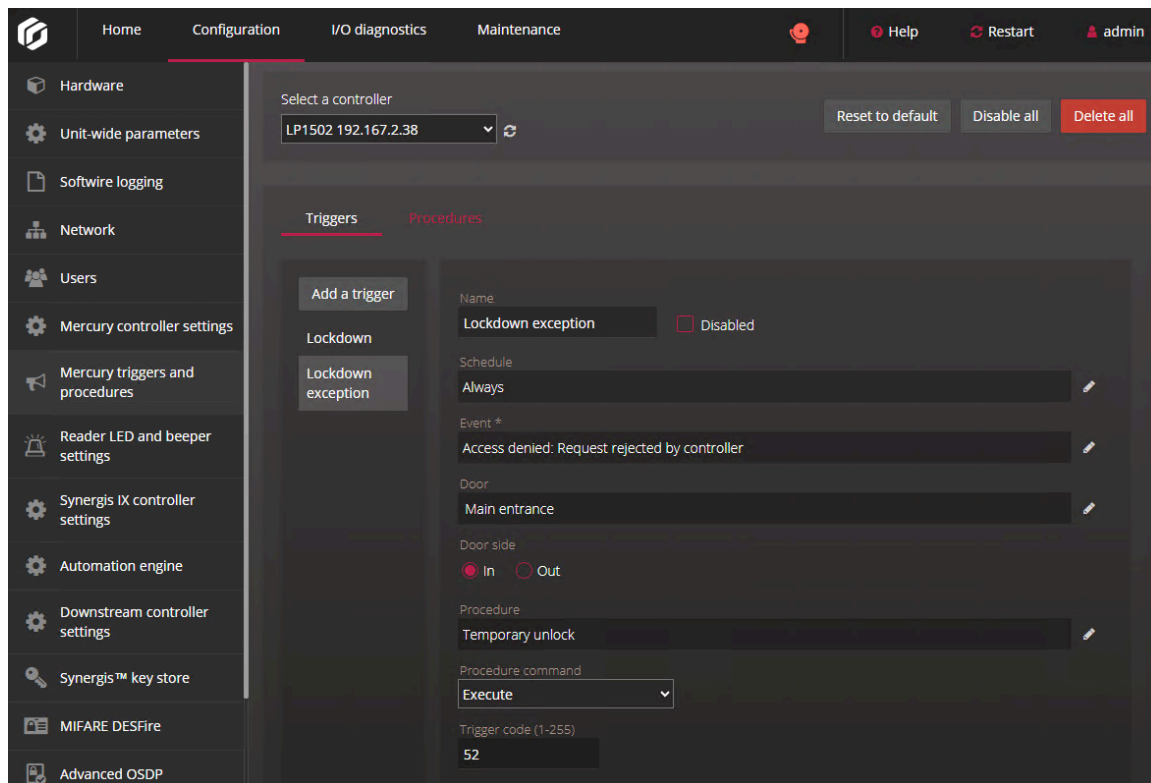 Home Configuration I/O diagnostics Maintenance Help Restart admin
Hardware
Unit-wide parameters
Softwire logging
Network
Users
Mercury controller settings
Mercury triggers and
procedures
Reader LED and beeper
settings
Synergis IX controller
settings
Automation engine
Downstream controller
settings
Synergis™ key store
MIFARE DESFire
Advanced OSDP
Select a controller
LP1502 192.167.2.38
Reset to default Disable all Delete all
Triggers Procedures
Add a trigger
Lockdown
Lockdown
exception
Name
Lockdown exception Disabled
Schedule
Always
Event *
Access denied: Request rejected by controller
Door
Main entrance
Door side
In Out
Procedure
Temporary unlock
Procedure command
Execute
Trigger code (1-255)
52